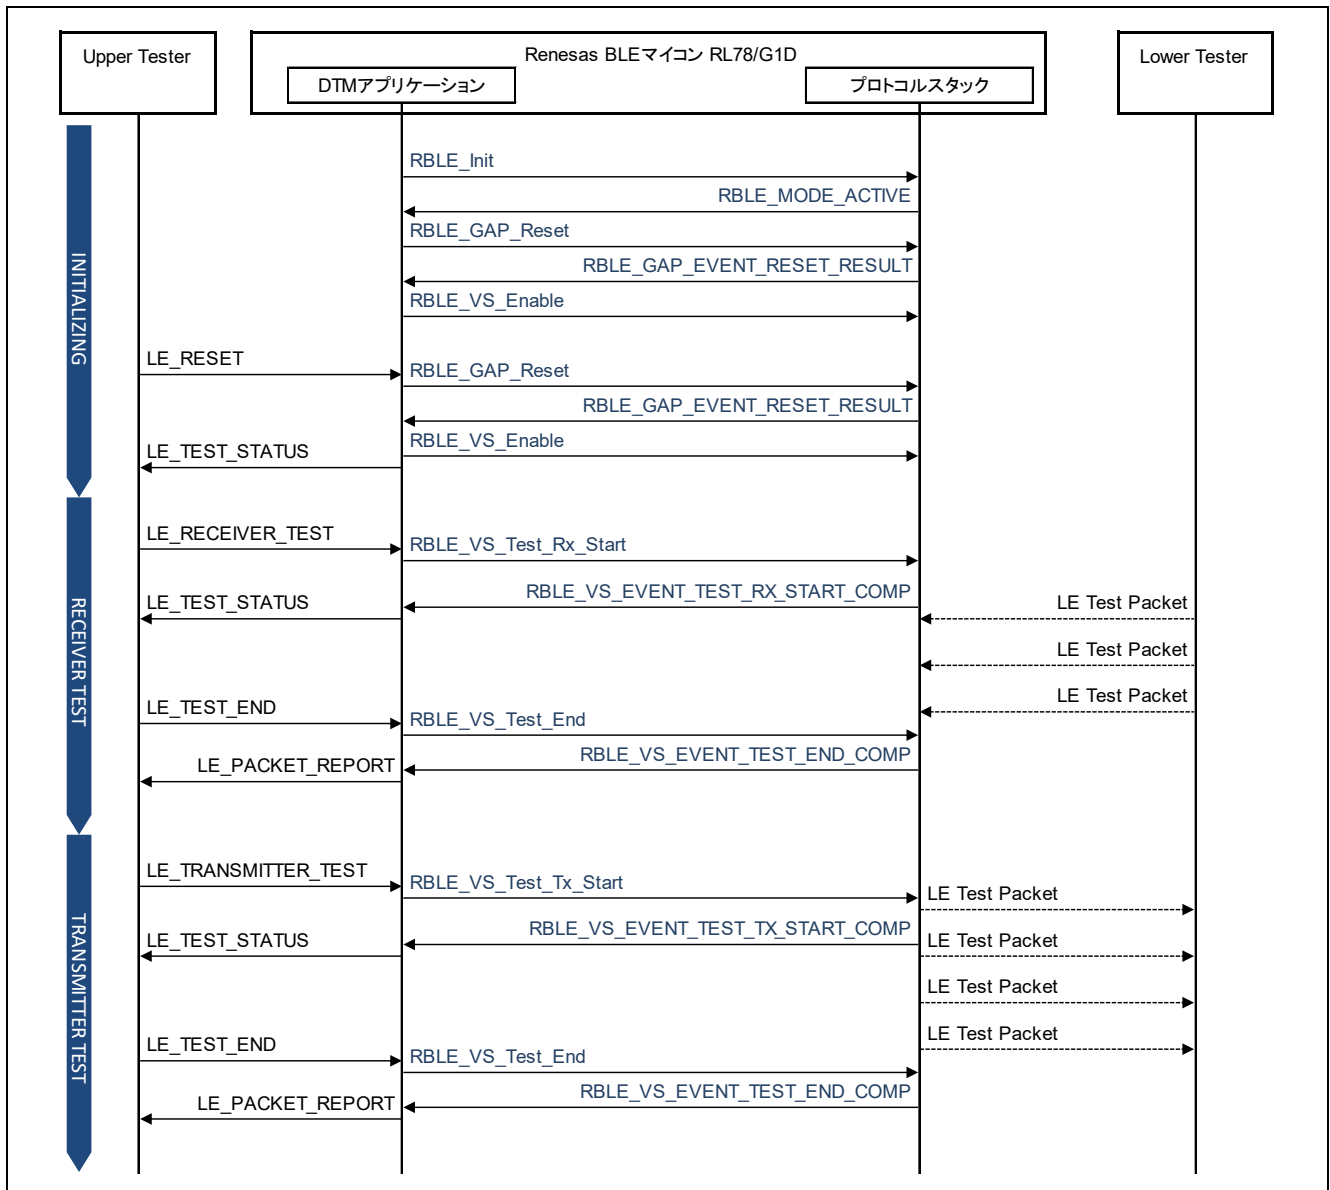 Upper Tester
Renesas BLEマイコン RL78/G1D
Lower Tester
DTMアプリケーション
プロトコルスタック
INITIALIZING
RBLE_Init
RBLE_MODE_ACTIVE
RBLE_GAP_Reset
RBLE_GAP_EVENT_RESET_RESULT
RBLE_VS_Enable
LE_RESET
RBLE_GAP_Reset
RBLE_GAP_EVENT_RESET_RESULT
RBLE_VS_Enable
LE_TEST_STATUS
RECEIVER TEST
LE_RECEIVER_TEST
RBLE_VS_Test_Rx_Start
RBLE_VS_EVENT_TEST_RX_START_COMP
LE_TEST_STATUS
LE Test Packet
LE Test Packet
LE Test Packet
LE_TEST_END
RBLE_VS_Test_End
RBLE_VS_EVENT_TEST_END_COMP
LE_PACKET_REPORT
TRANSMITTER TEST
LE_TRANSMITTER_TEST
RBLE_VS_Test_Tx_Start
LE Test Packet
RBLE_VS_EVENT_TEST_TX_START_COMP
LE_TEST_STATUS
LE Test Packet
LE Test Packet
LE Test Packet
LE_TEST_END
RBLE_VS_Test_End
RBLE_VS_EVENT_TEST_END_COMP
LE_PACKET_REPORT